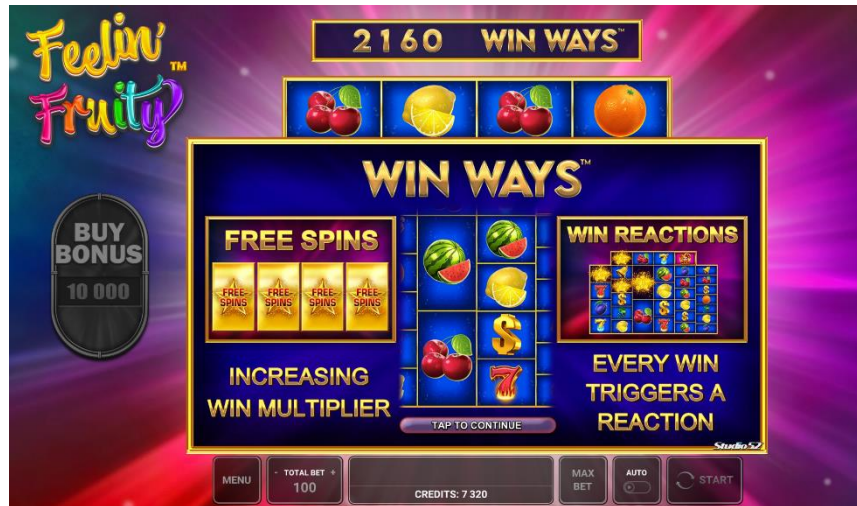 Feelin'™
Fruity
2160 WIN WAYS™
BUY
BONUS
10 000
WIN WAYS™
FREE SPINS
FREE SPINS
FREE SPINS
FREE SPINS
FREE SPINS
INCREASING
WIN MULTIPLIER
TAP TO CONTINUE
WIN REACTIONS
EVERY WIN
TRIGGERS A
REACTION
Studio 52
MENU
- TOTAL BET +
100
CREDITS: 7 320
MAX
BET
AUTO
START